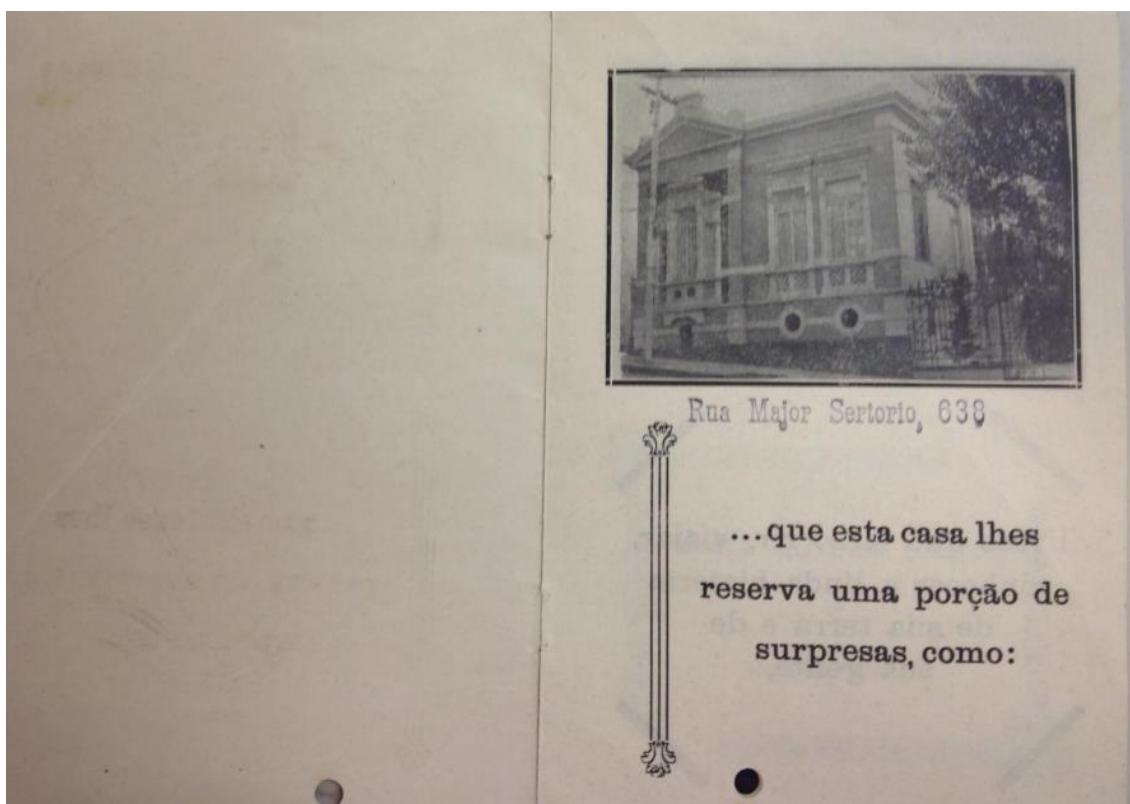 Rua Major Sertorio, 638
...que esta casa lhes
reserva uma porção de
surpresas, como: